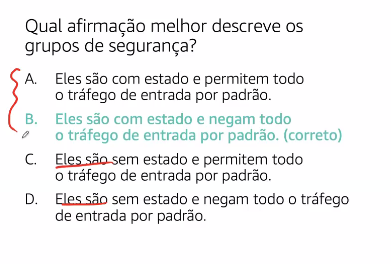 Qual afirmação melhor descreve os
grupos de segurança?
A. Eles são com estado e permitem todo
o tráfego de entrada por padrão.
B. Eles são com estado e negam todo
o tráfego de entrada por padrão. (correto)
C. Eles são sem estado e permitem todo
o tráfego de entrada por padrão.
D. Eles são sem estado e negam todo o tráfego
de entrada por padrão.